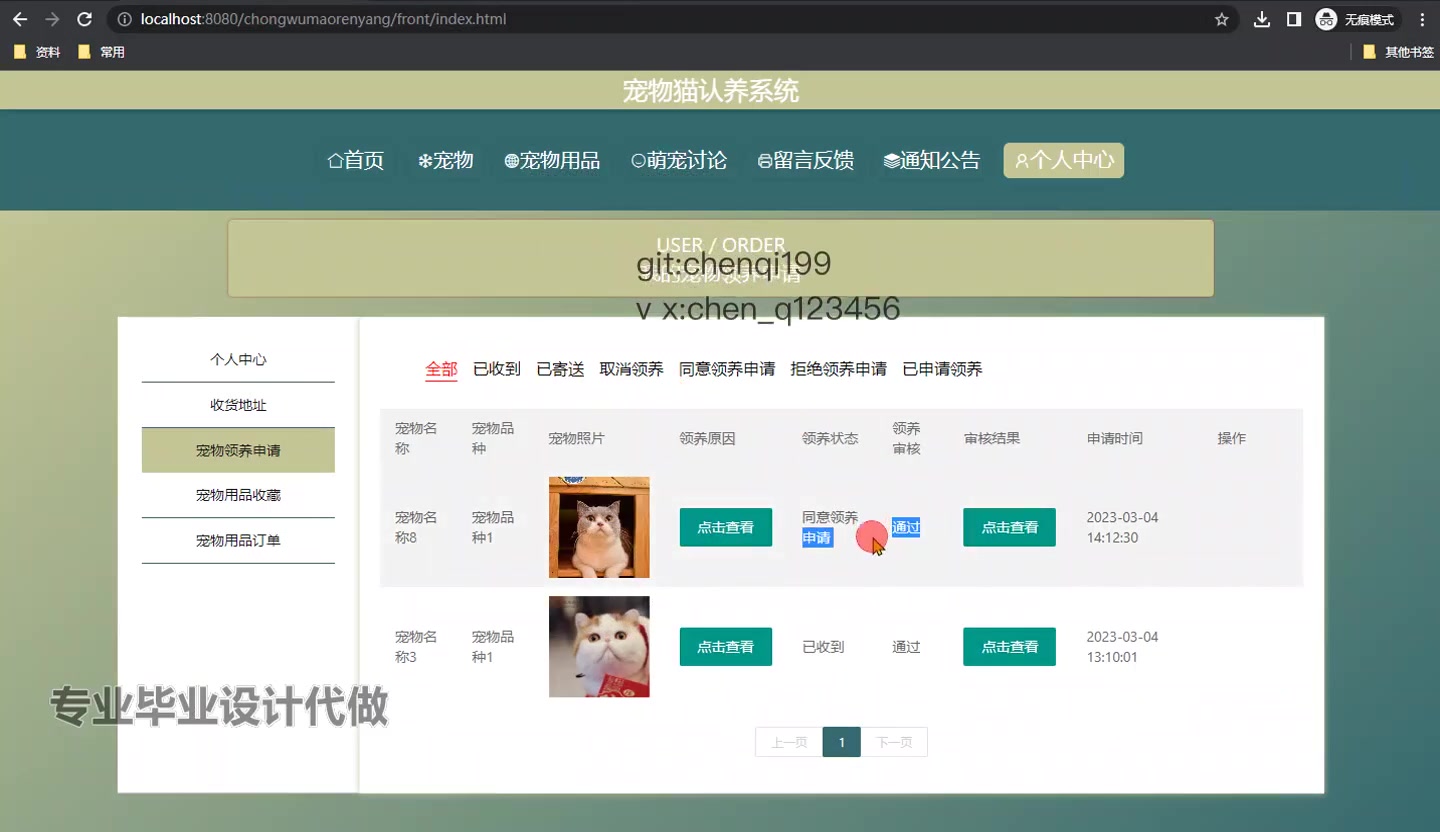 localhost:8080/chongwumaorenyang/front/index.html
无痕模式
资料
常用
其他书签
宠物猫认养系统
首页
宠物
宠物用品
萌宠讨论
留言反馈
通知公告
个人中心
USER / ORDER
我的宠物领养申请
git:chenqi199
v x:chen_q123456
个人中心
收货地址
宠物领养申请
宠物用品收藏
宠物用品订单
全部
已收到
已寄送
取消领养
同意领养申请
拒绝领养申请
已申请领养
宠物名
称
宠物品
种
宠物照片
领养原因
领养状态
领养
审核
审核结果
申请时间
操作
宠物名
称8
宠物品
种1
点击查看
同意领养
申请
通过
点击查看
2023-03-04
14:12:30
宠物名
称3
宠物品
种1
点击查看
已收到
通过
点击查看
2023-03-04
13:10:01
专业毕业设计代做
上一页
1
下一页